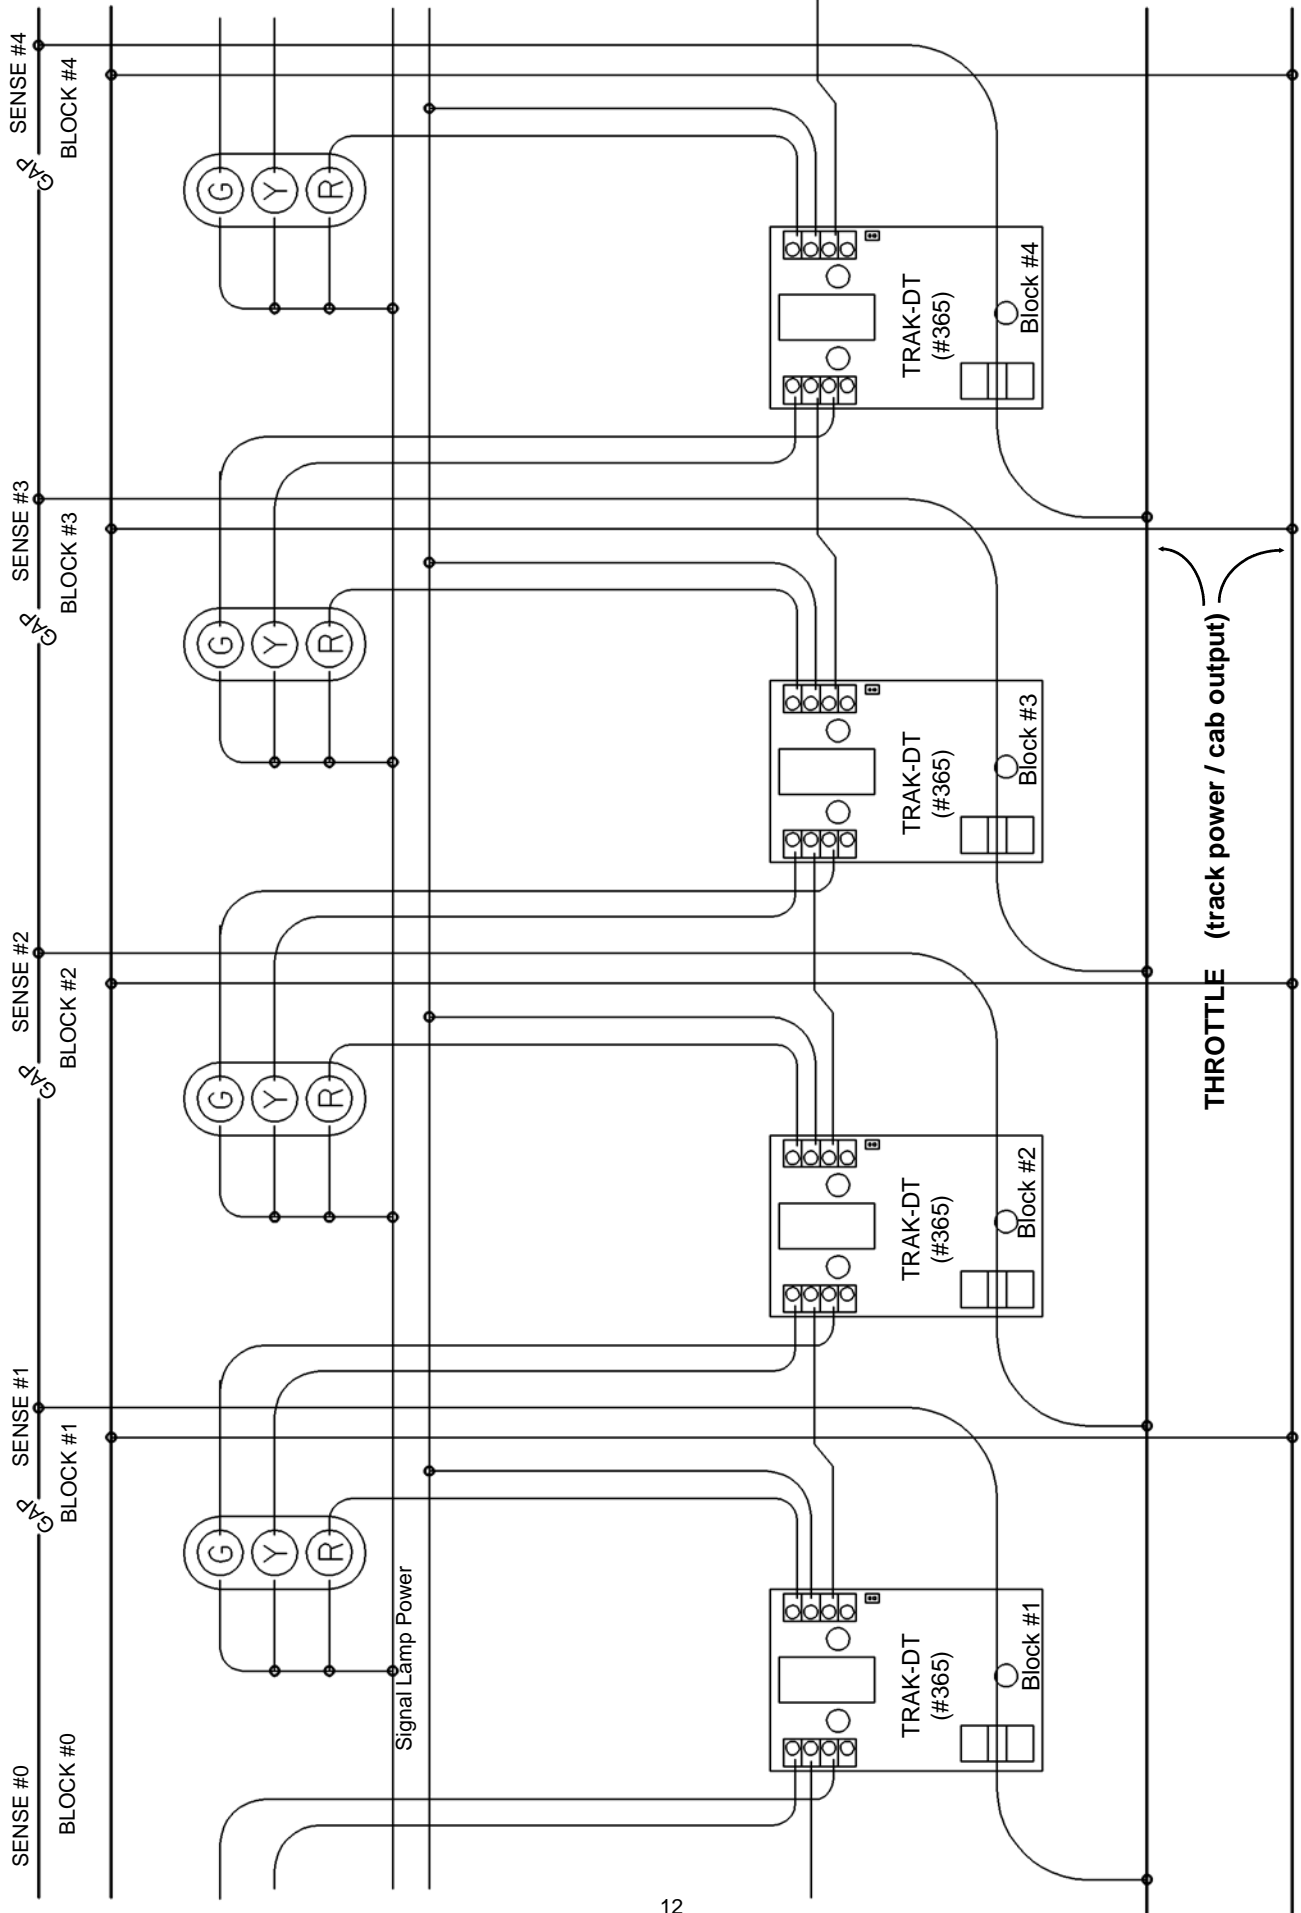 SENSE #0
SENSE #1
SENSE #2
SENSE #3
SENSE #4
GAP
GAP
GAP
GAP
BLOCK #0
BLOCK #1
BLOCK #2
BLOCK #3
BLOCK #4
G
Y
R
G
Y
R
G
Y
R
G
Y
R
Signal Lamp Power
TRAK-DT
(#365)
Block #1
TRAK-DT
(#365)
Block #2
TRAK-DT
(#365)
Block #3
TRAK-DT
(#365)
Block #4
THROTTLE (track power / cab output)
12